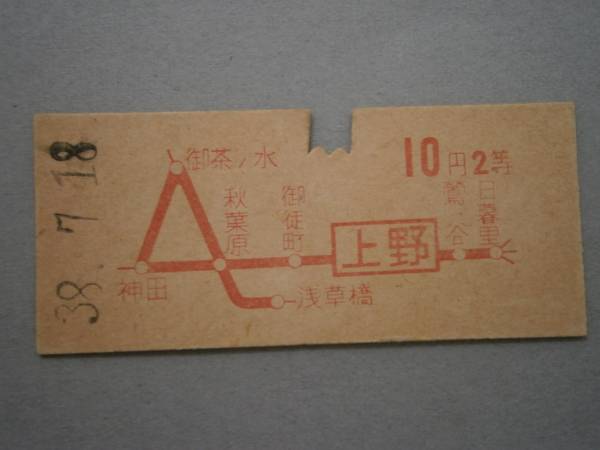 38. 7. 18
10円2等
御茶ノ水
秋葉原
御徒町
上野
鶯谷
日暮里
神田
浅草橋